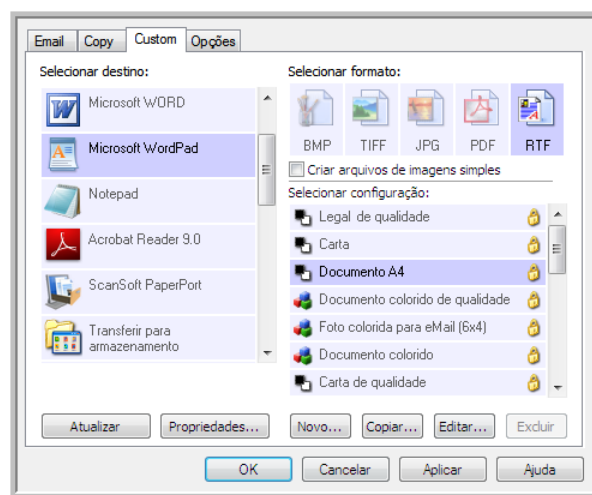 Email Copy Custom Opções
Selecionar destino:
Microsoft WORD
Microsoft WordPad
Notepad
Acrobat Reader 9.0
ScanSoft PaperPort
Transferir para
armazenamento
Atualizar Propriedades...
Selecionar formato:
BMP TIFF JPG PDF RTF
Criar arquivos de imagens simples
Selecionar configuração:
Legal de qualidade
Carta
Documento A4
Documento colorido de qualidade
Foto colorida para eMail (6x4)
Documento colorido
Carta de qualidade
Novo... Copiar... Editar... Excluir
OK Cancelar Aplicar Ajuda